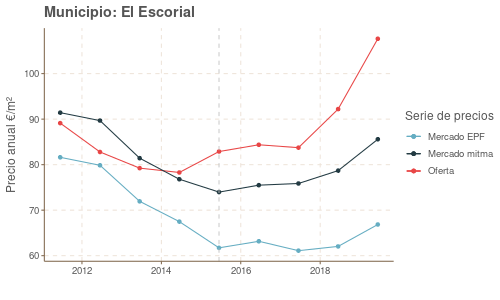 Municipio: El Escorial
Precio anual €/m²
100
90
80
70
60
2012
2014
2016
2018
Serie de precios
Mercado EPF
Mercado mitma
Oferta